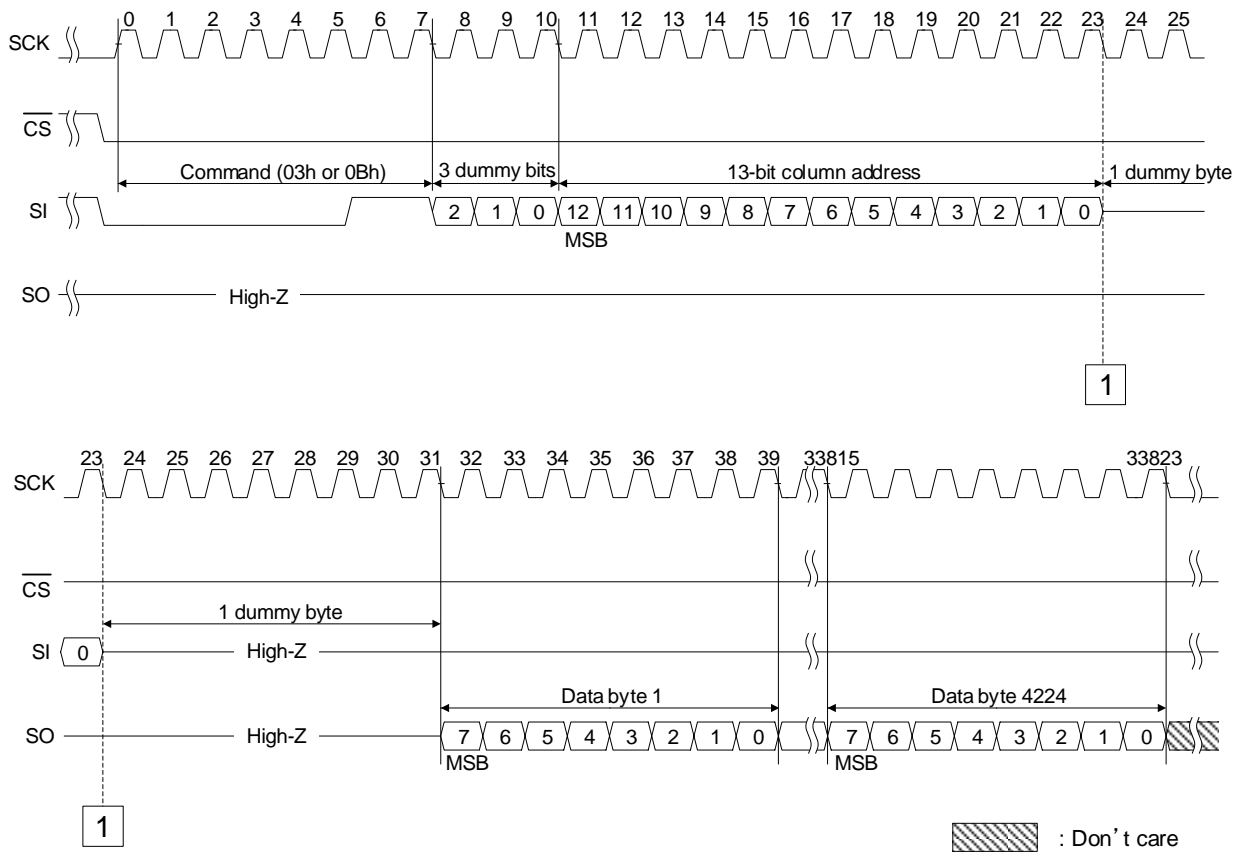 0 1 2 3 4 5 6 7 8 9 10 11 12 13 14 15 16 17 18 19 20 21 22 23 24 25
SCK
CS
Command (03h or 0Bh) 3 dummy bits 13-bit column address 1 dummy byte
SI 2 1 0 12 11 10 9 8 7 6 5 4 3 2 1 0
MSB
SO High-Z
1
23 24 25 26 27 28 29 30 31 32 33 34 35 36 37 38 39 33815 33823
SCK
CS
1 dummy byte
SI 0 High-Z
Data byte 1 Data byte 4224
SO High-Z 7 6 5 4 3 2 1 0 7 6 5 4 3 2 1 0
MSB MSB
1
: Don't care